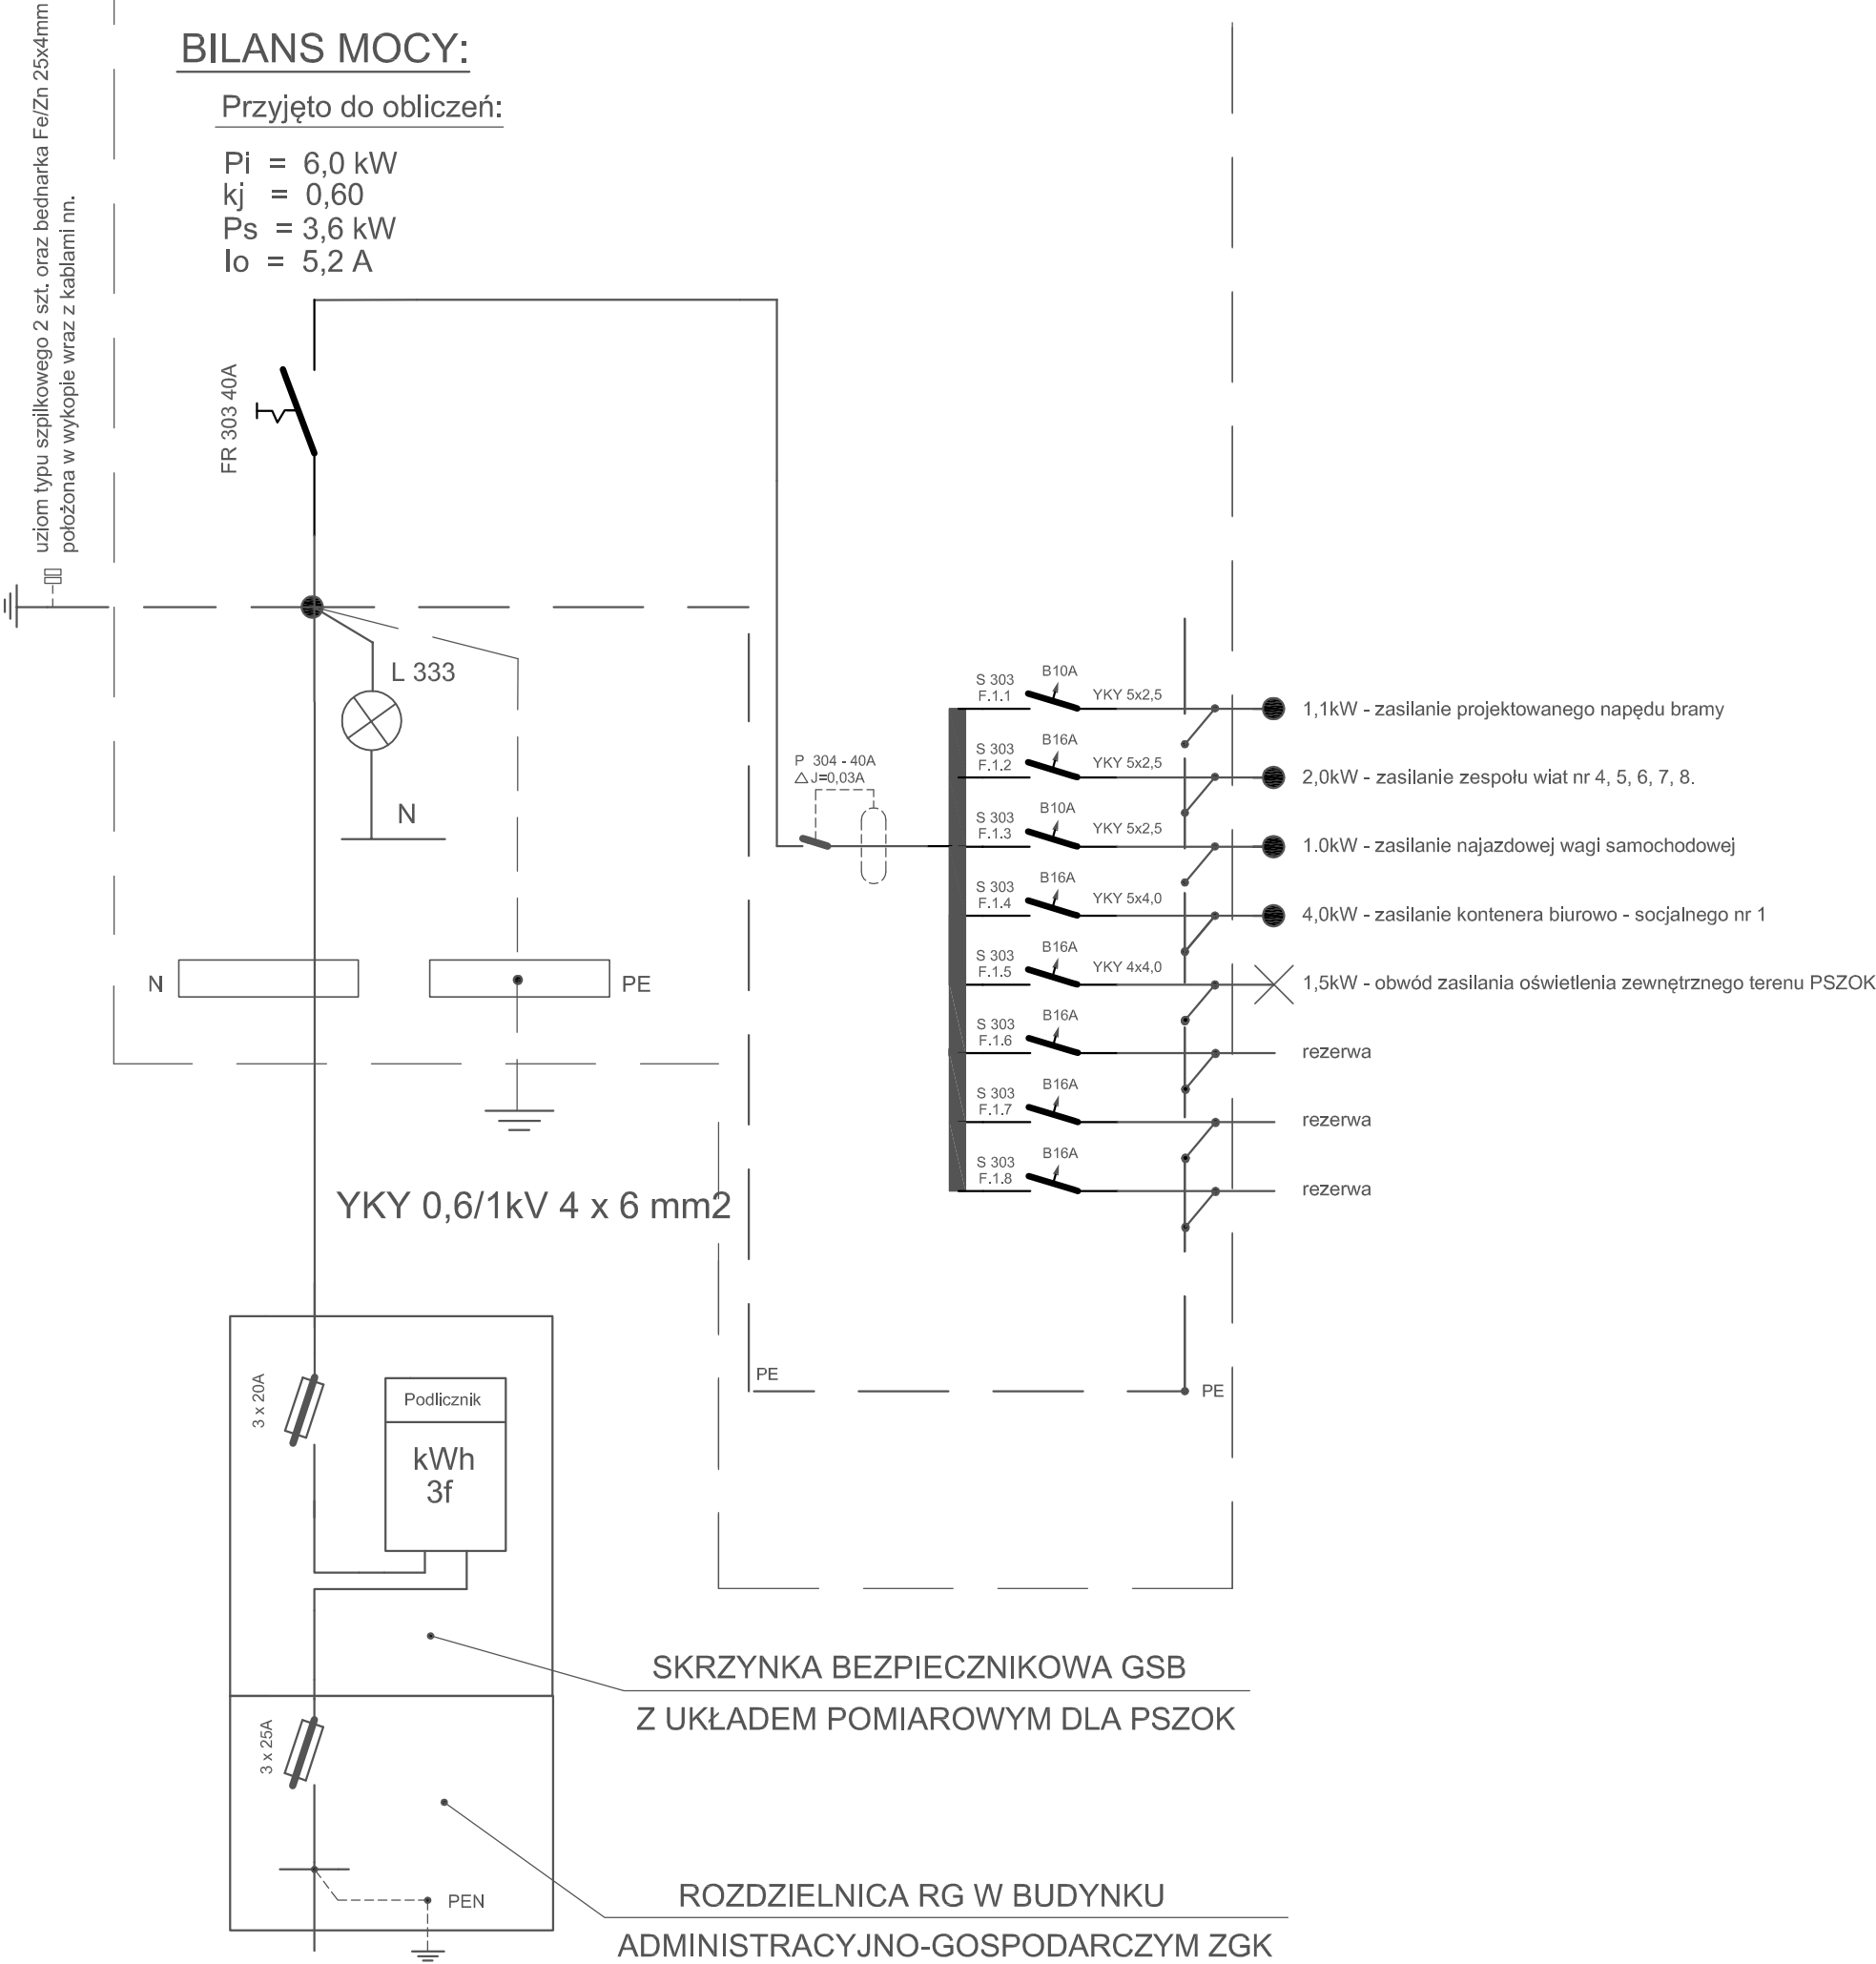 uziom typu szpilkowego 2 szt. oraz bednarka Fe/Zn 25x4mm
położona w wykopie wraz z kablami nn.
BILANS MOCY:
Przyjęto do obliczeń:
Pi = 6,0 kW
kj = 0,60
Ps = 3,6 kW
Io = 5,2 A
FR 303 40A
L 333
N
N
PE
P 304 - 40A
△J=0,03A
S 303
F.1.1
B10A
YKY 5x2,5
1,1kW - zasilanie projektowanego napędu bramy
S 303
F.1.2
B16A
YKY 5x2,5
2,0kW - zasilanie zespołu wiat nr 4, 5, 6, 7, 8.
S 303
F.1.3
B10A
YKY 5x2,5
1.0kW - zasilanie najazdowej wagi samochodowej
S 303
F.1.4
B16A
YKY 5x4,0
4,0kW - zasilanie kontenera biurowo - socjalnego nr 1
S 303
F.1.5
B16A
YKY 4x4,0
1,5kW - obwód zasilania oświetlenia zewnętrznego terenu PSZOK
S 303
F.1.6
B16A
rezerwa
S 303
F.1.7
B16A
rezerwa
S 303
F.1.8
B16A
rezerwa
YKY 0,6/1kV 4 x 6 mm2
PE
PE
3 x 20A
Podlicznik
kWh
3f
SKRZYNKA BEZPIECZNIKOWA GSB
Z UKŁADEM POMIAROWYM DLA PSZOK
3 x 25A
PEN
ROZDZIELNICA RG W BUDYNKU
ADMINISTRACYJNO-GOSPODARCZYM ZGK